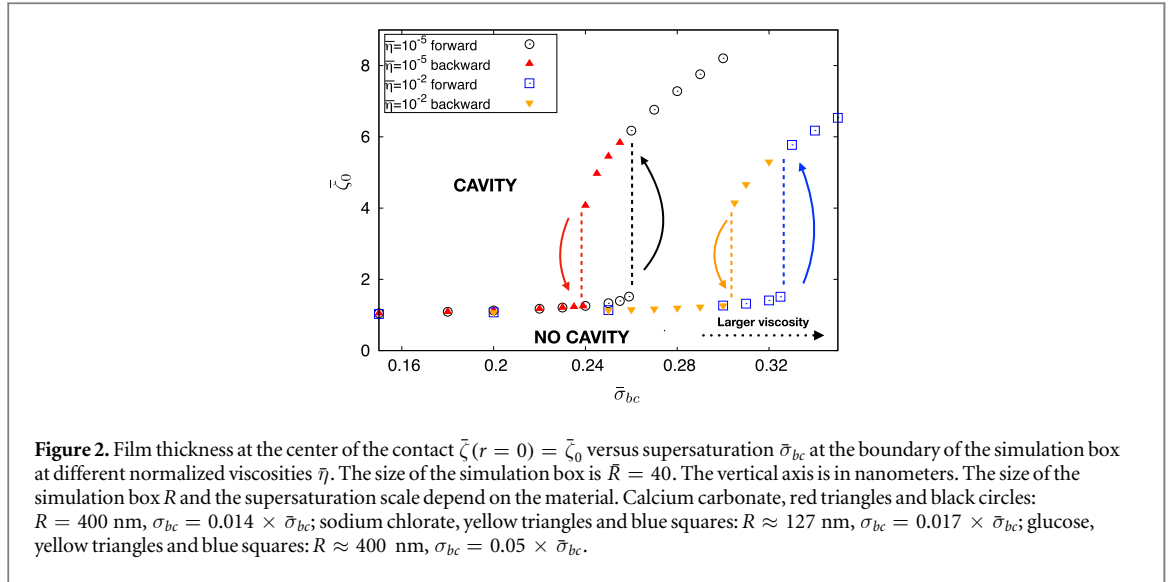 η̄=10⁻⁵ forward
η̄=10⁻⁵ backward
η̄=10⁻² forward
η̄=10⁻² backward
8
6
4
2
0
ζ̄₀
CAVITY
NO CAVITY
Larger viscosity
0.16 0.2 0.24 0.28 0.32
σ̄bc
Figure 2. Film thickness at the center of the contact ζ̄(r = 0) = ζ̄₀ versus supersaturation σ̄bc at the boundary of the simulation box
at different normalized viscosities η̄. The size of the simulation box is R̄ = 40. The vertical axis is in nanometers. The size of the
simulation box R and the supersaturation scale depend on the material. Calcium carbonate, red triangles and black circles:
R = 400 nm, σbc = 0.014 × σ̄bc; sodium chlorate, yellow triangles and blue squares: R ≈ 127 nm, σbc = 0.017 × σ̄bc; glucose,
yellow triangles and blue squares: R ≈ 400 nm, σbc = 0.05 × σ̄bc.